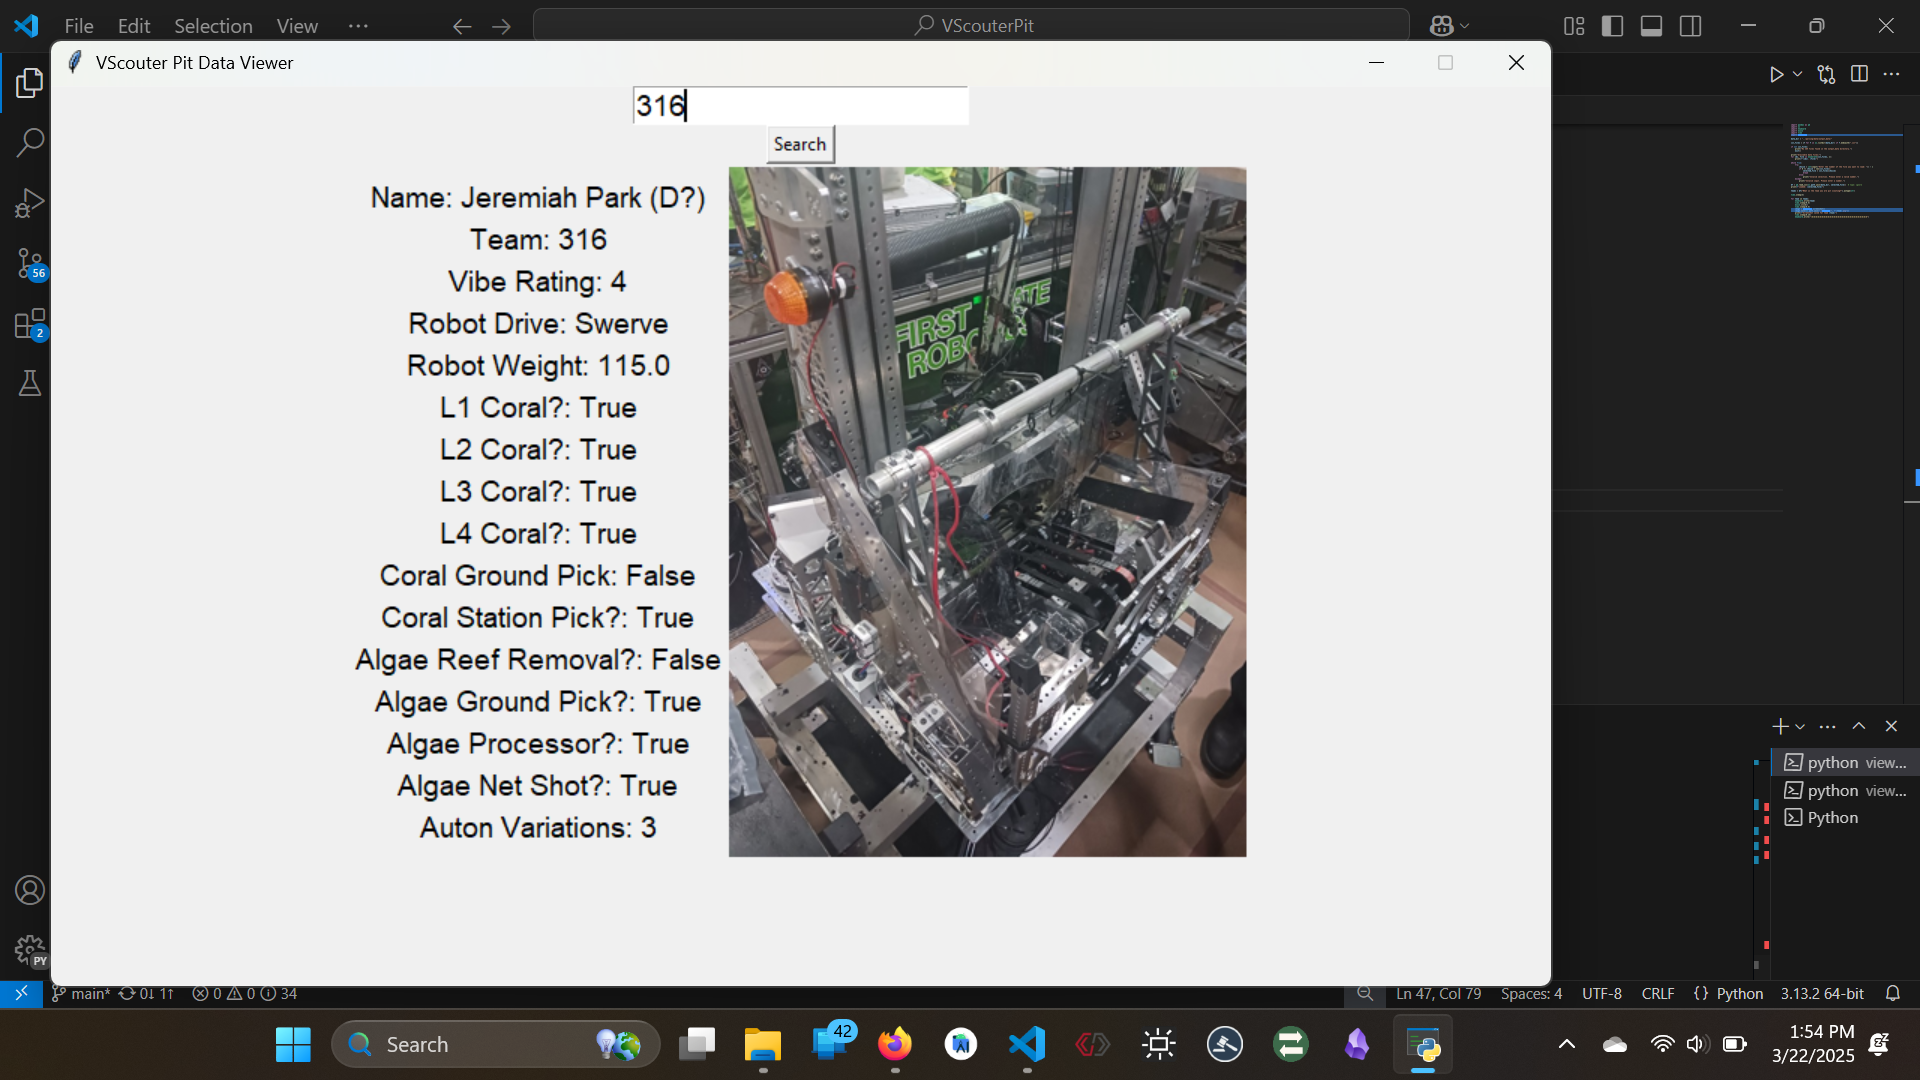 File Edit Selection View ···
VScouterPit
VScouter Pit Data Viewer
316
Search
Name: Jeremiah Park (D?)
Team: 316
Vibe Rating: 4
Robot Drive: Swerve
Robot Weight: 115.0
L1 Coral?: True
L2 Coral?: True
L3 Coral?: True
L4 Coral?: True
Coral Ground Pick: False
Coral Station Pick?: True
Algae Reef Removal?: False
Algae Ground Pick?: True
Algae Processor?: True
Algae Net Shot?: True
Auton Variations: 3
FIRST
56
2
python view...
python view...
Python
PY
main* 0↓ 1↑ 0 0 34
Ln 47, Col 79 Spaces: 4 UTF-8 CRLF {} Python 3.13.2 64-bit
Search
42
1:54 PM
3/22/2025